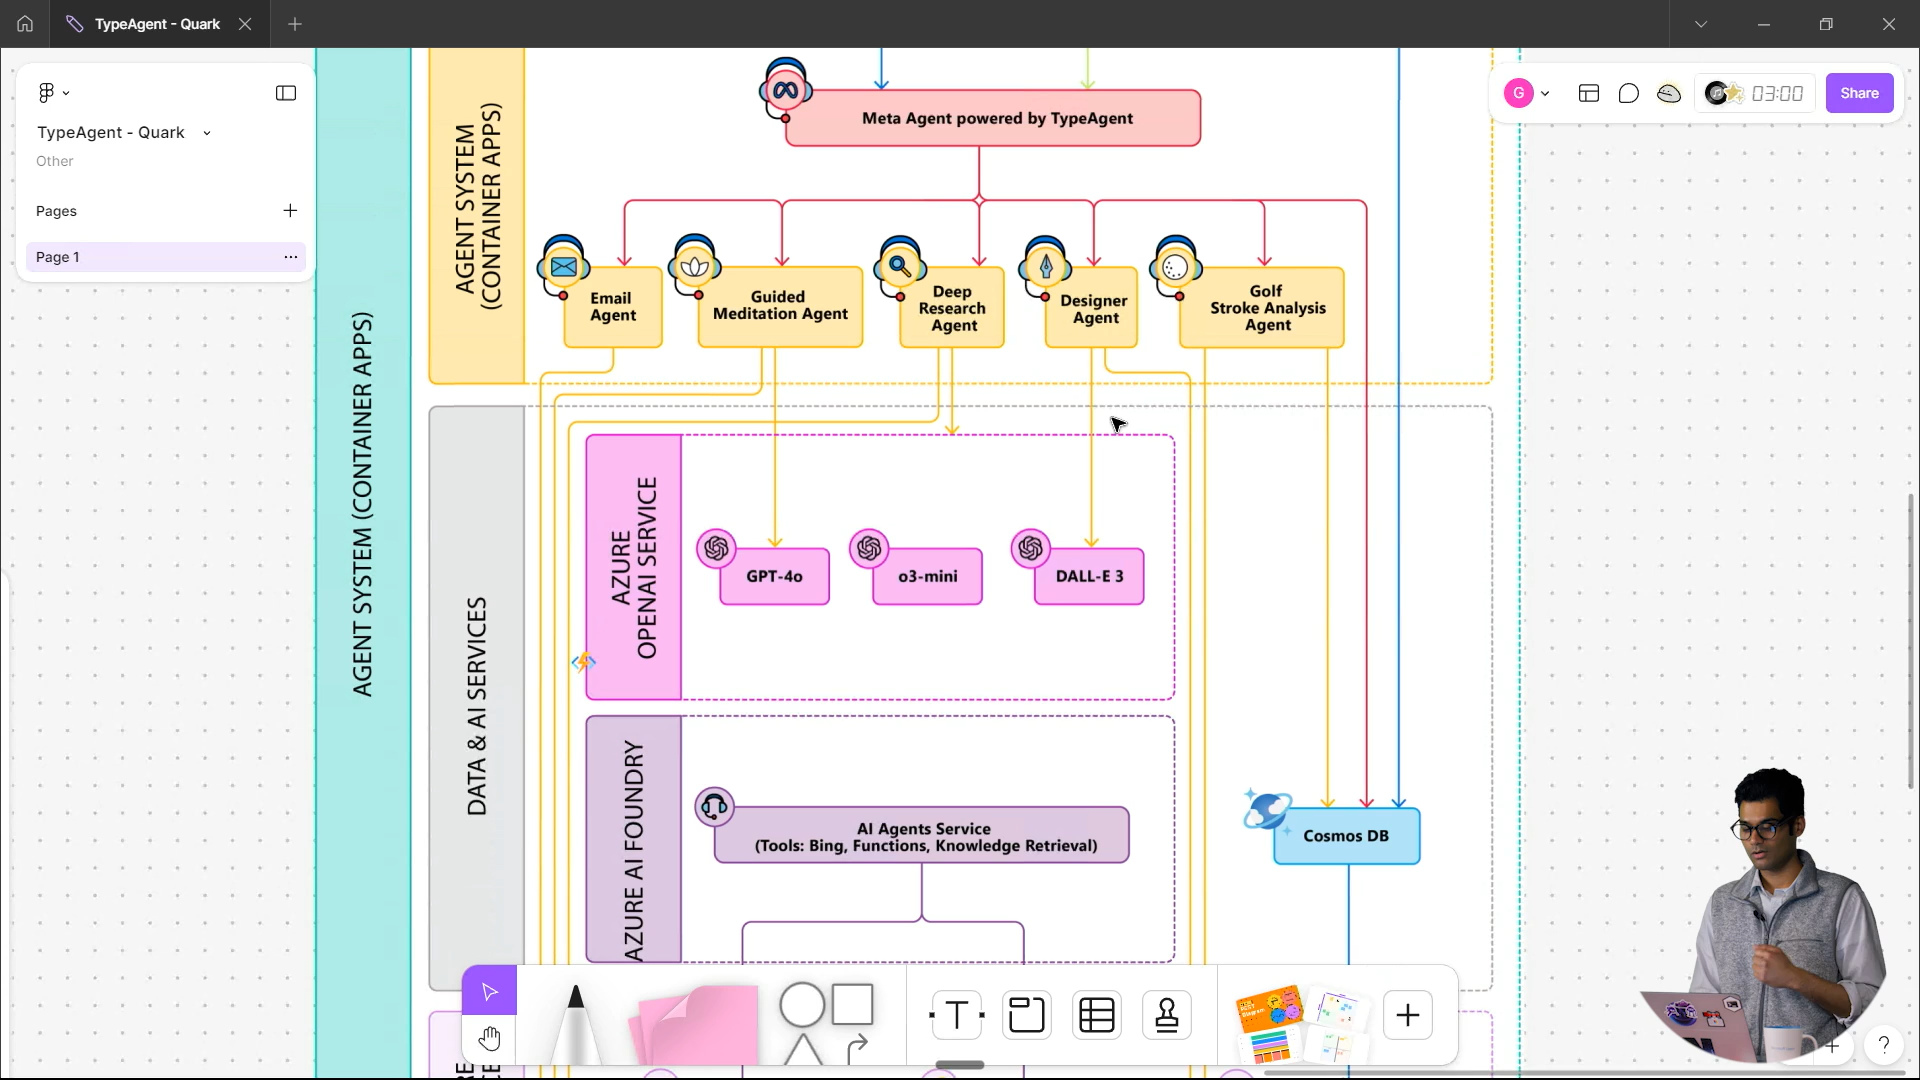 TypeAgent - Quark
TypeAgent - Quark
Other
Pages
Page 1
G
03:00
Share
AGENT SYSTEM (CONTAINER APPS)
AGENT SYSTEM
(CONTAINER APPS)
Meta Agent powered by TypeAgent
Email
Agent
Guided
Meditation Agent
Deep
Research
Agent
Designer
Agent
Golf
Stroke Analysis
Agent
DATA & AI SERVICES
AZURE
OPENAI SERVICE
GPT-4o
o3-mini
DALL-E 3
AZURE AI FOUNDRY
AI Agents Service
(Tools: Bing, Functions, Knowledge Retrieval)
Cosmos DB
T
?